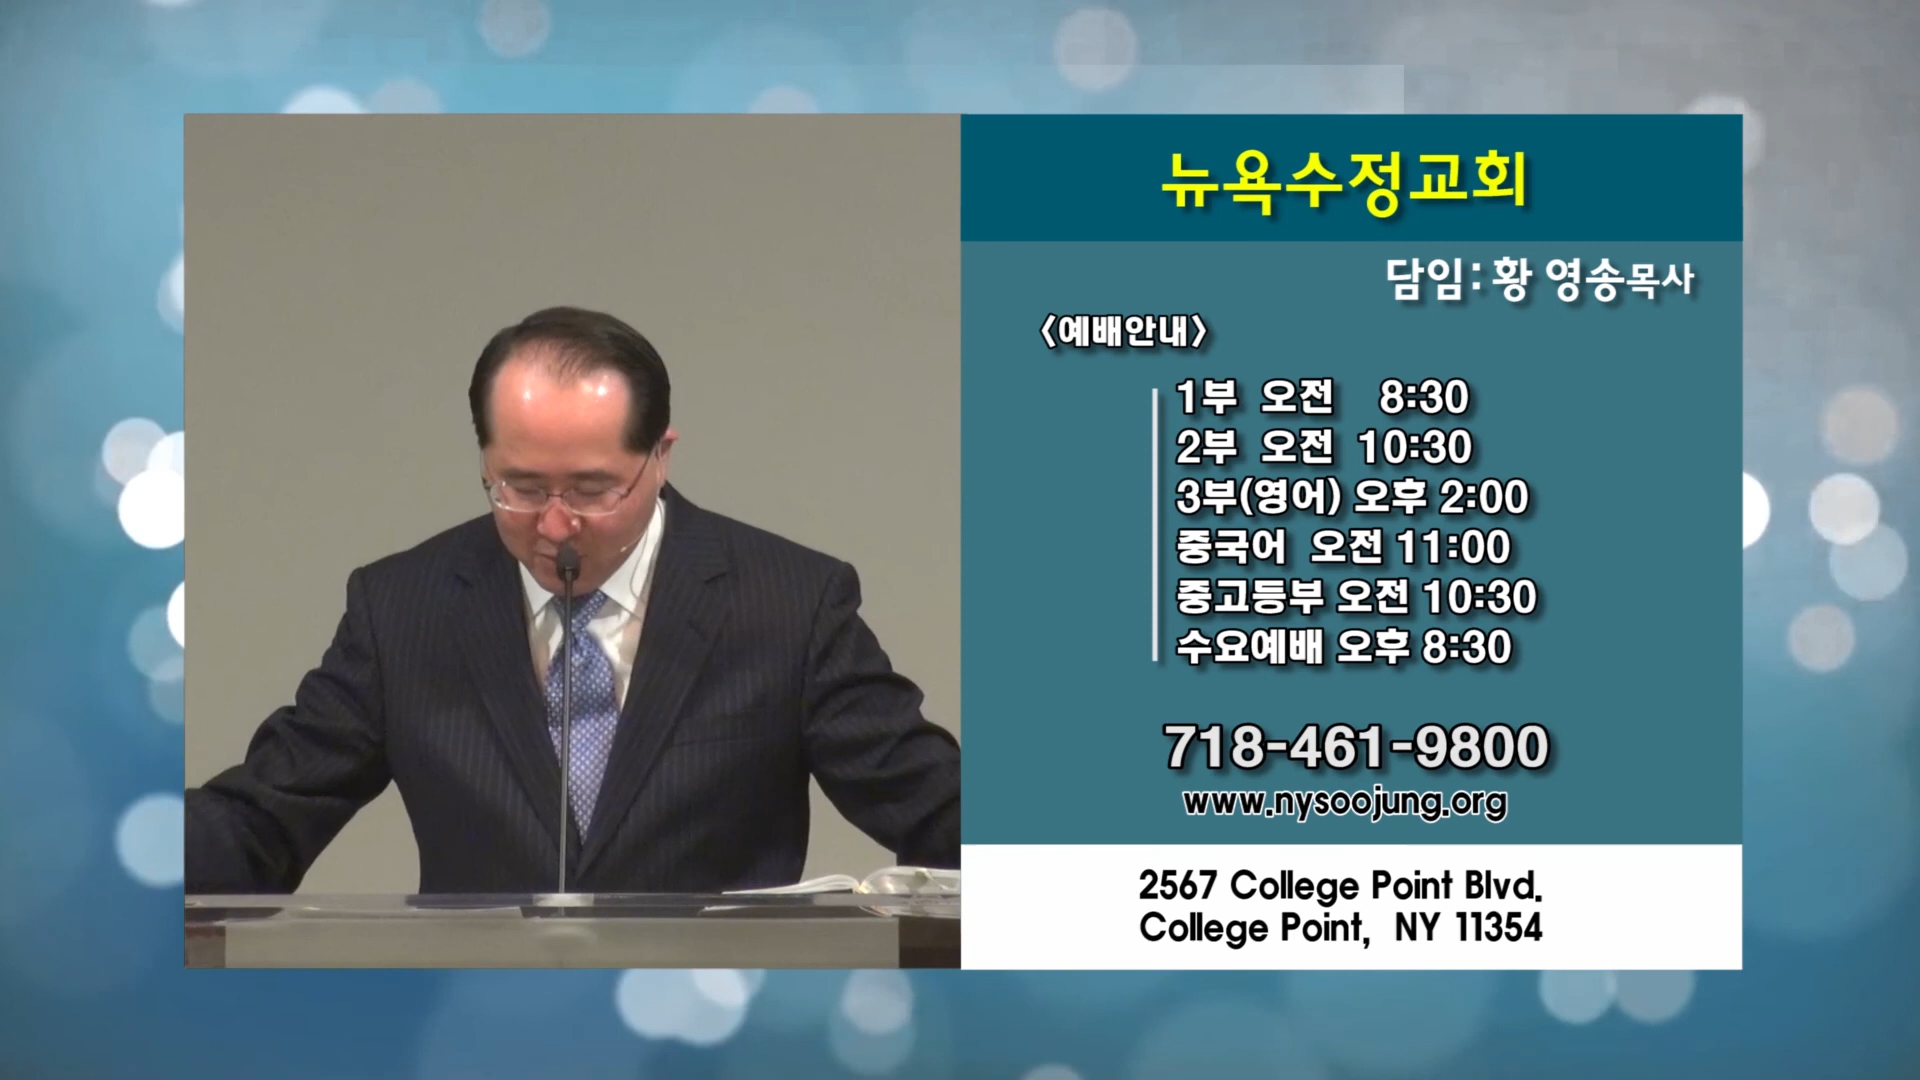 뉴욕수정교회
담임: 황 영송목사
<예배안내>
1부 오전 8:30
2부 오전 10:30
3부(영어) 오후 2:00
중국어 오전 11:00
중고등부 오전 10:30
수요예배 오후 8:30
718-461-9800
www.nysoojung.org
2567 College Point Blvd.
College Point, NY 11354